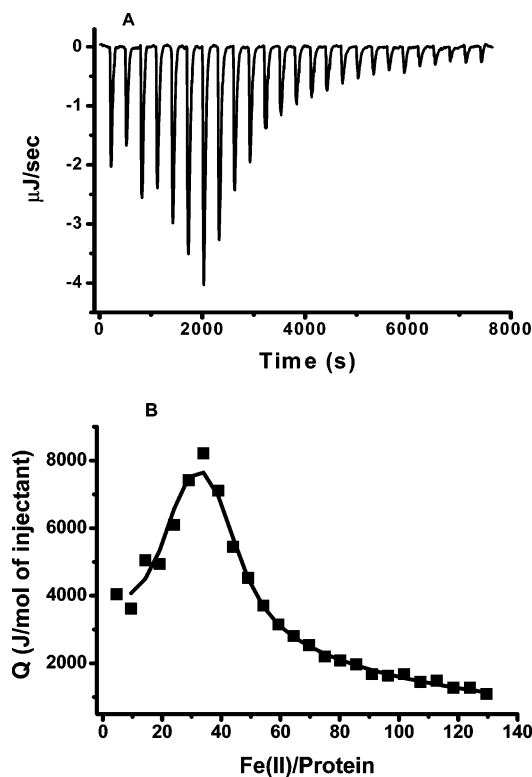 A
0
-1
-2
-3
-4
μJ/sec
0 2000 4000 6000 8000
Time (s)
B
8000
6000
4000
2000
Q (J/mol of injectant)
0 20 40 60 80 100 120 140
Fe(II)/Protein